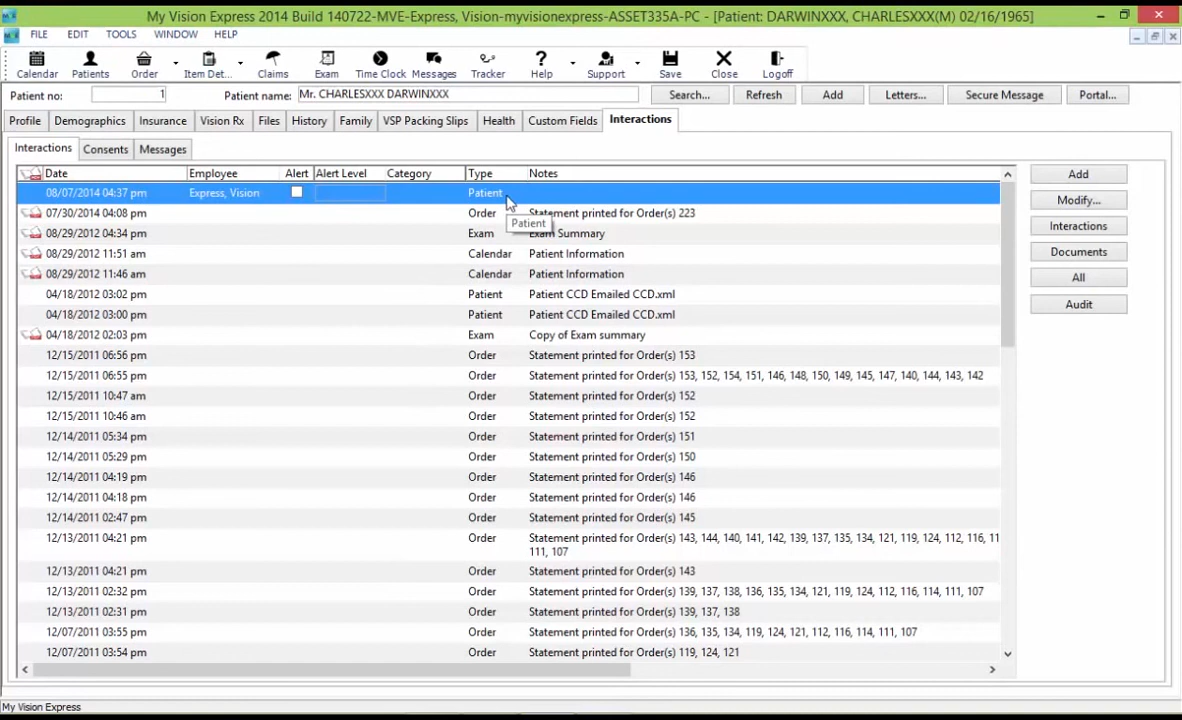 My Vision Express 2014 Build 140722-MVE-Express, Vision-myvisionexpress-ASSET335A-PC - [Patient: DARWINXXX, CHARLESXXX(M) 02/16/1965]
FILE EDIT TOOLS WINDOW HELP
Calendar Patients Order Item Det... Claims Exam Time Clock Messages Tracker Help Support Save Close Logoff
Patient no: 1 Patient name: Mr. CHARLESXXX DARWINXXX Search... Refresh Add Letters... Secure Message Portal...
Profile Demographics Insurance Vision Rx Files History Family VSP Packing Slips Health Custom Fields Interactions
Interactions Consents Messages
Date Employee Alert Alert Level Category Type Notes
08/07/2014 04:37 pm Express, Vision Patient
07/30/2014 04:08 pm Order Statement printed for Order(s) 223
Patient
08/29/2012 04:34 pm Exam Exam Summary
08/29/2012 11:51 am Calendar Patient Information
08/29/2012 11:46 am Calendar Patient Information
04/18/2012 03:02 pm Patient Patient CCD Emailed CCD.xml
04/18/2012 03:00 pm Patient Patient CCD Emailed CCD.xml
04/18/2012 02:03 pm Exam Copy of Exam summary
12/15/2011 06:56 pm Order Statement printed for Order(s) 153
12/15/2011 06:55 pm Order Statement printed for Order(s) 153, 152, 154, 151, 146, 148, 150, 149, 145, 147, 140, 144, 143, 142
12/15/2011 10:47 am Order Statement printed for Order(s) 152
12/15/2011 10:46 am Order Statement printed for Order(s) 152
12/14/2011 05:34 pm Order Statement printed for Order(s) 151
12/14/2011 05:29 pm Order Statement printed for Order(s) 150
12/14/2011 04:19 pm Order Statement printed for Order(s) 146
12/14/2011 04:18 pm Order Statement printed for Order(s) 146
12/14/2011 02:47 pm Order Statement printed for Order(s) 145
12/13/2011 04:21 pm Order Statement printed for Order(s) 143, 144, 140, 141, 142, 139, 137, 135, 134, 121, 119, 124, 112, 116, 11
111, 107
12/13/2011 04:21 pm Order Statement printed for Order(s) 143
12/13/2011 02:32 pm Order Statement printed for Order(s) 139, 137, 138, 136, 135, 134, 121, 119, 124, 112, 116, 114, 111, 107
12/13/2011 02:31 pm Order Statement printed for Order(s) 139, 137, 138
12/07/2011 03:55 pm Order Statement printed for Order(s) 136, 135, 134, 119, 124, 121, 112, 116, 114, 111, 107
12/07/2011 03:54 pm Order Statement printed for Order(s) 119, 124, 121
Add
Modify...
Interactions
Documents
All
Audit
My Vision Express